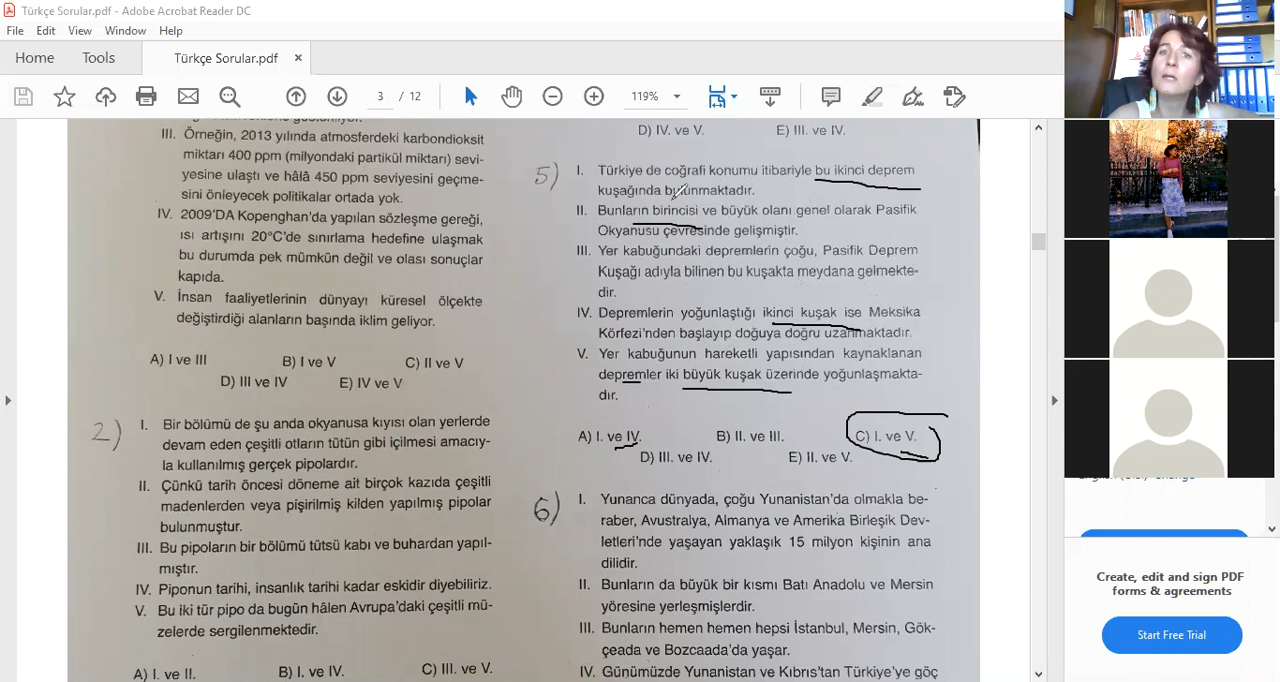 Türkçe Sorular.pdf - Adobe Acrobat Reader DC
File Edit View Window Help
Home Tools Türkçe Sorular.pdf ×
3 / 12 119%
III. Örneğin, 2013 yılında atmosferdeki karbondioksit
miktarı 400 ppm (milyondaki partikül miktarı) sevi-
yesine ulaştı ve hâlâ 450 ppm seviyesini geçme-
sini önleyecek politikalar ortada yok.
IV. 2009'DA Kopenghan'da yapılan sözleşme gereği,
ısı artışını 20°C'de sınırlama hedefine ulaşmak
bu durumda pek mümkün değil ve olası sonuçlar
kapıda.
V. İnsan faaliyetlerinin dünyayı küresel ölçekte
değiştirdiği alanların başında iklim geliyor.
A) I ve III B) I ve V C) II ve V
D) III ve IV E) IV ve V
2)
I. Bir bölümü de şu anda okyanusa kıyısı olan yerlerde
devam eden çeşitli otların tütün gibi içilmesi amacıy-
la kullanılmış gerçek pipolardır.
II. Çünkü tarih öncesi döneme ait birçok kazıda çeşitli
madenlerden veya pişirilmiş kilden yapılmış pipolar
bulunmuştur.
III. Bu pipoların bir bölümü tütsü kabı ve buhardan yapıl-
mıştır.
IV. Piponun tarihi, insanlık tarihi kadar eskidir diyebiliriz.
V. Bu iki tür pipo da bugün hâlen Avrupa'daki çeşitli mü-
zelerde sergilenmektedir.
A) I. ve II. B) I. ve IV. C) III. ve V.
D) IV. ve V. E) III. ve IV.
5)
I. Türkiye de coğrafi konumu itibariyle bu ikinci deprem
kuşağında bulunmaktadır.
II. Bunların birincisi ve büyük olanı genel olarak Pasifik
Okyanusu çevresinde gelişmiştir.
III. Yer kabuğundaki depremlerin çoğu, Pasifik Deprem
Kuşağı adıyla bilinen bu kuşakta meydana gelmekte-
dir.
IV. Depremlerin yoğunlaştığı ikinci kuşak ise Meksika
Körfezi'nden başlayıp doğuya doğru uzanmaktadır.
V. Yer kabuğunun hareketli yapısından kaynaklanan
depremler iki büyük kuşak üzerinde yoğunlaşmakta-
dır.
A) I. ve IV. B) II. ve III. C) I. ve V.
D) III. ve IV. E) II. ve V.
6)
I. Yunanca dünyada, çoğu Yunanistan'da olmakla be-
raber, Avustralya, Almanya ve Amerika Birleşik Dev-
letleri'nde yaşayan yaklaşık 15 milyon kişinin ana
dilidir.
II. Bunların da büyük bir kısmı Batı Anadolu ve Mersin
yöresine yerleşmişlerdir.
III. Bunların hemen hemen hepsi İstanbul, Mersin, Gök-
çeada ve Bozcaada'da yaşar.
IV. Günümüzde Yunanistan ve Kıbrıs'tan Türkiye'ye göç
Create, edit and sign PDF
forms & agreements
Start Free Trial